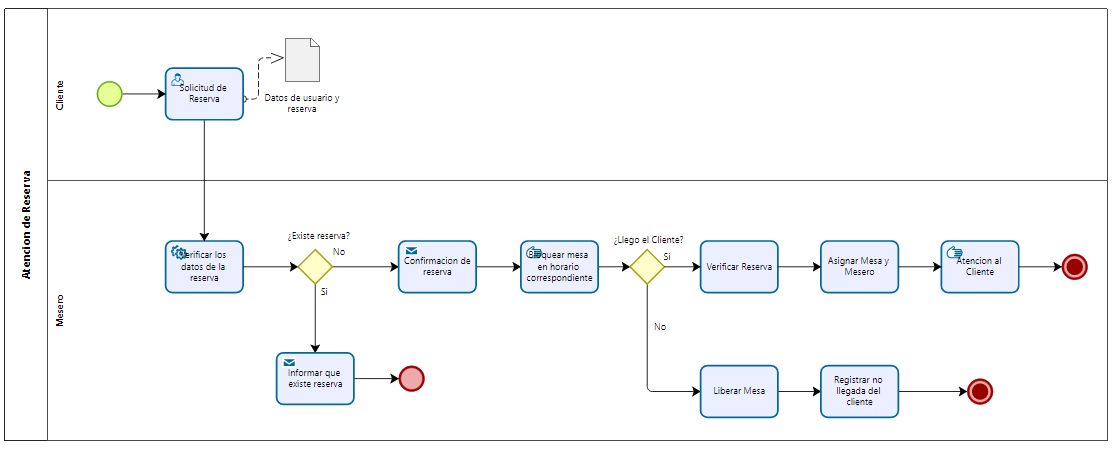 Atencion de Reserva
Cliente
Solicitud de
Reserva
Datos de usuario y
reserva
Mesero
Verificar los
datos de la
reserva
¿Existe reserva?
No
Si
Confirmacion de
reserva
Bloquear mesa
en horario
correspondiente
¿Llego el Cliente?
Si
No
Verificar Reserva
Asignar Mesa y
Mesero
Atencion al
Cliente
Informar que
existe reserva
Liberar Mesa
Registrar no
llegada del
cliente